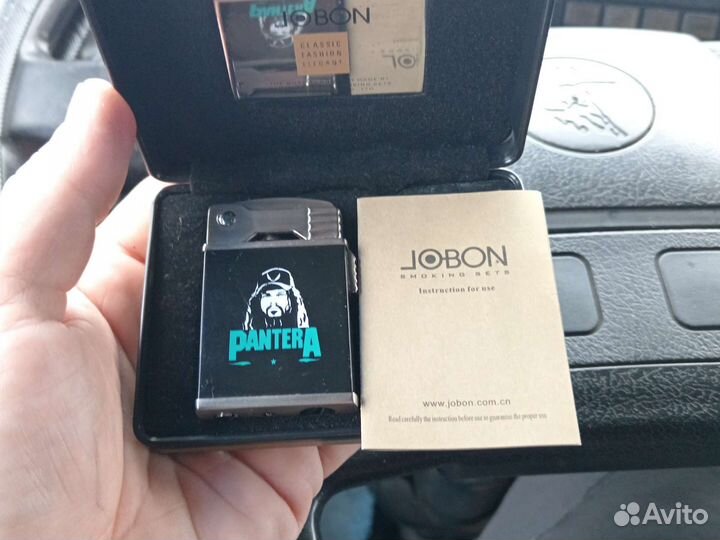 JOBON
CLASSIC
FASHION
ELEGANT
PANTERA
JOBON
SMOKING SETS
Instruction for use
www.jobon.com.cn
Read carefully the instruction before use to guarantee the proper use
Avito